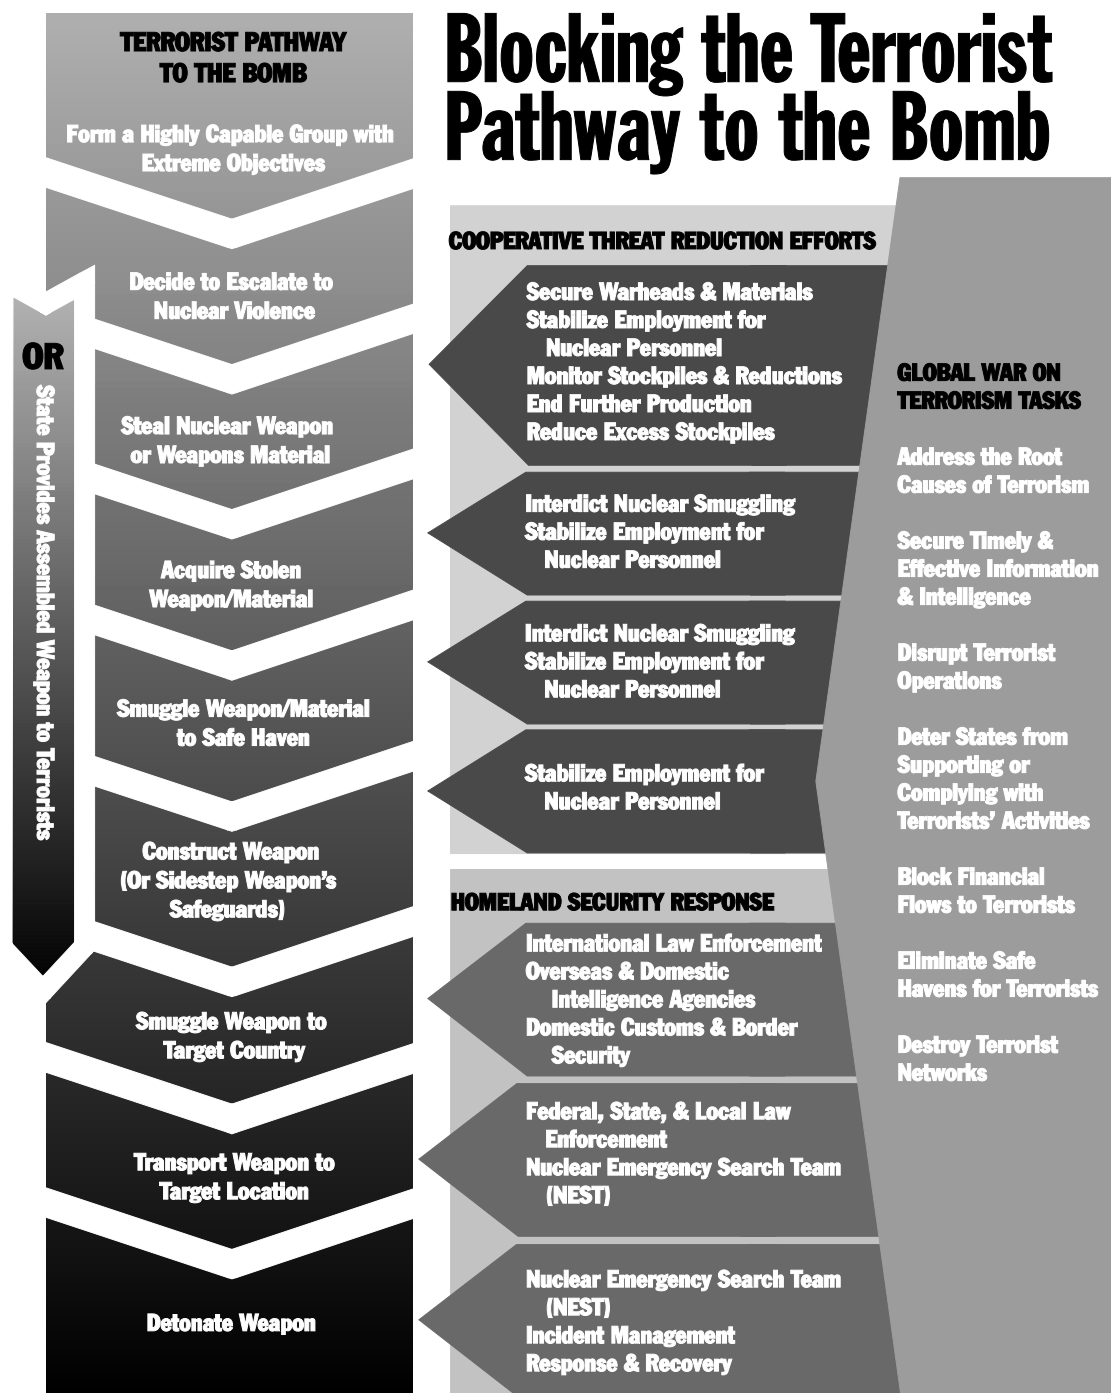 Blocking the Terrorist
Pathway to the Bomb
TERRORIST PATHWAY
TO THE BOMB
Form a Highly Capable Group with
Extreme Objectives
Decide to Escalate to
Nuclear Violence
Steal Nuclear Weapon
or Weapons Material
Acquire Stolen
Weapon/Material
Smuggle Weapon/Material
to Safe Haven
Construct Weapon
(Or Sidestep Weapon's
Safeguards)
Smuggle Weapon to
Target Country
Transport Weapon to
Target Location
Detonate Weapon
OR
State Provides Assembled Weapon to Terrorists
COOPERATIVE THREAT REDUCTION EFFORTS
Secure Warheads & Materials
Stabilize Employment for
Nuclear Personnel
Monitor Stockpiles & Reductions
End Further Production
Reduce Excess Stockpiles
Interdict Nuclear Smuggling
Stabilize Employment for
Nuclear Personnel
Interdict Nuclear Smuggling
Stabilize Employment for
Nuclear Personnel
Stabilize Employment for
Nuclear Personnel
HOMELAND SECURITY RESPONSE
International Law Enforcement
Overseas & Domestic
Intelligence Agencies
Domestic Customs & Border
Security
Federal, State, & Local Law
Enforcement
Nuclear Emergency Search Team
(NEST)
Nuclear Emergency Search Team
(NEST)
Incident Management
Response & Recovery
GLOBAL WAR ON
TERRORISM TASKS
Address the Root
Causes of Terrorism
Secure Timely &
Effective Information
& Intelligence
Disrupt Terrorist
Operations
Deter States from
Supporting or
Complying with
Terrorists' Activities
Block Financial
Flows to Terrorists
Eliminate Safe
Havens for Terrorists
Destroy Terrorist
Networks